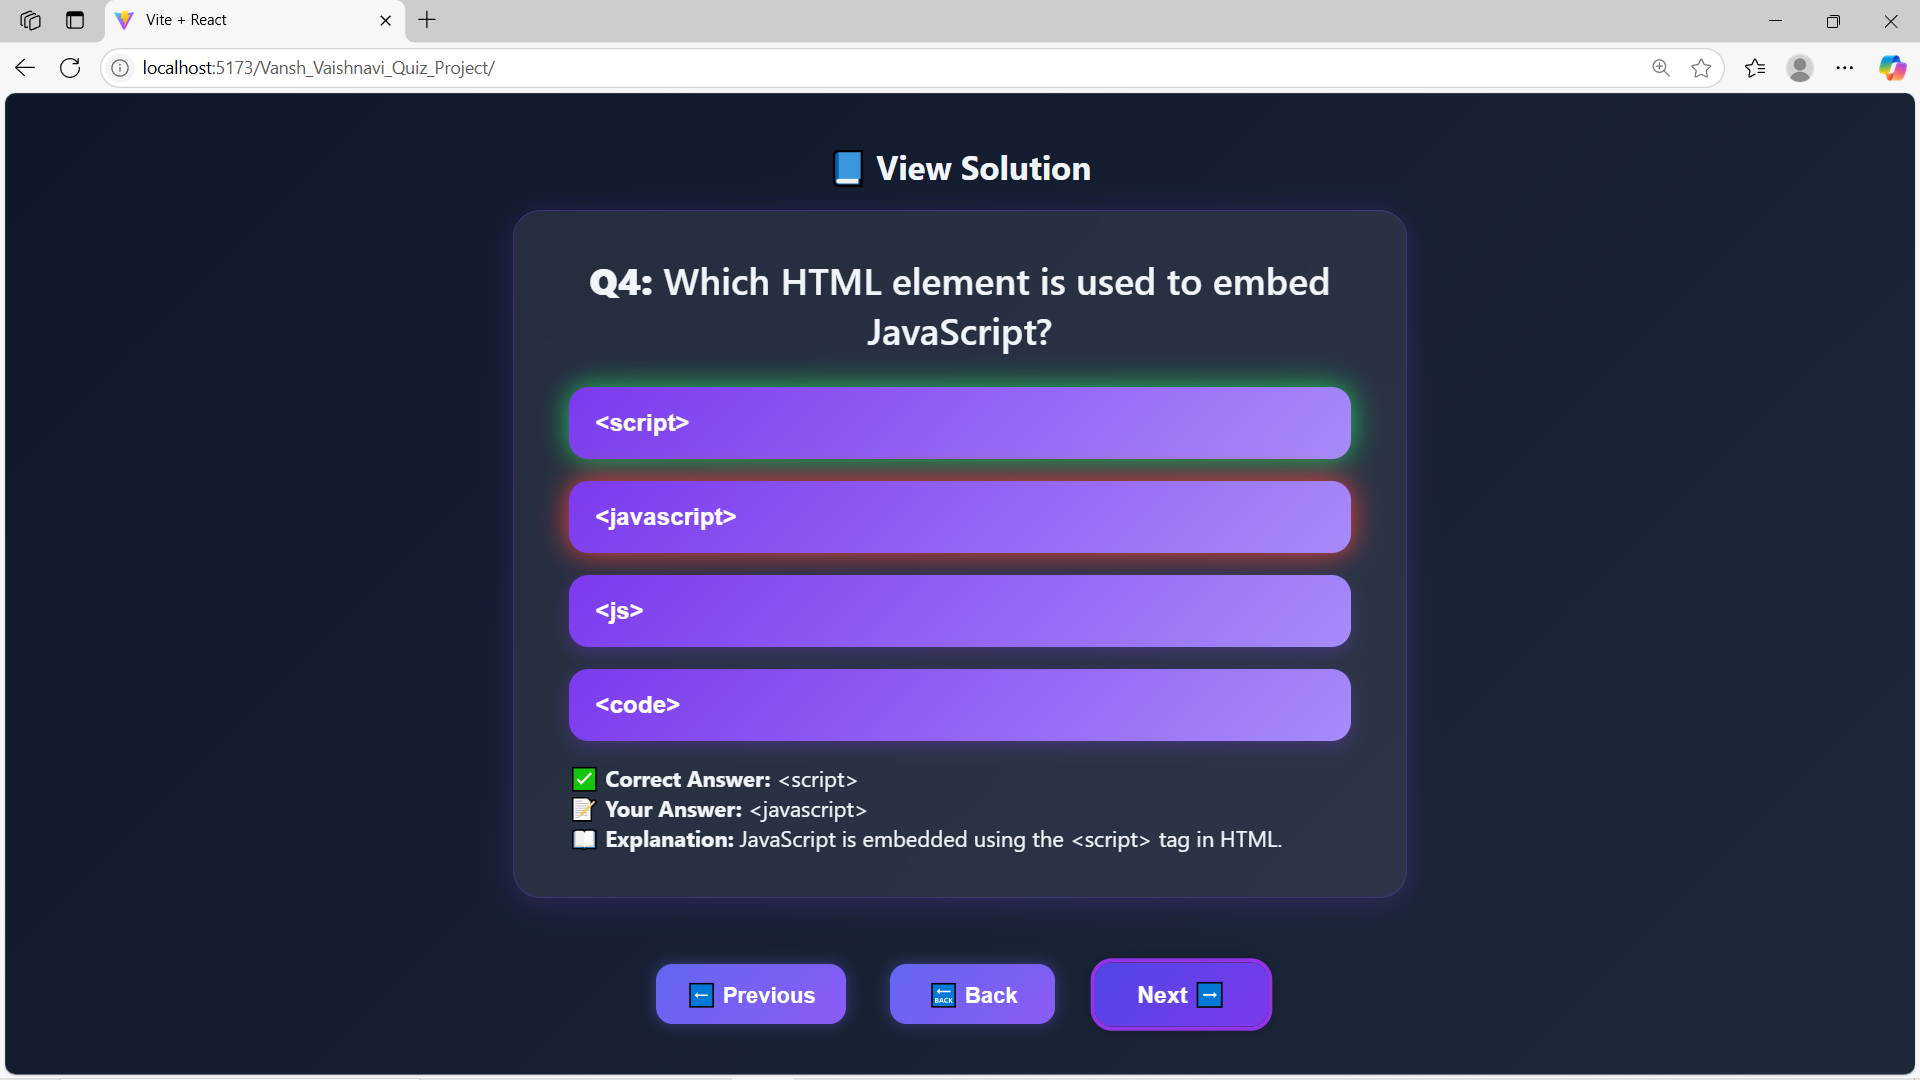 Vite + React
localhost:5173/Vansh_Vaishnavi_Quiz_Project/
View Solution
Q4: Which HTML element is used to embed
JavaScript?
<script>
<javascript>
<js>
<code>
Correct Answer: <script>
Your Answer: <javascript>
Explanation: JavaScript is embedded using the <script> tag in HTML.
Previous
BACK Back
Next